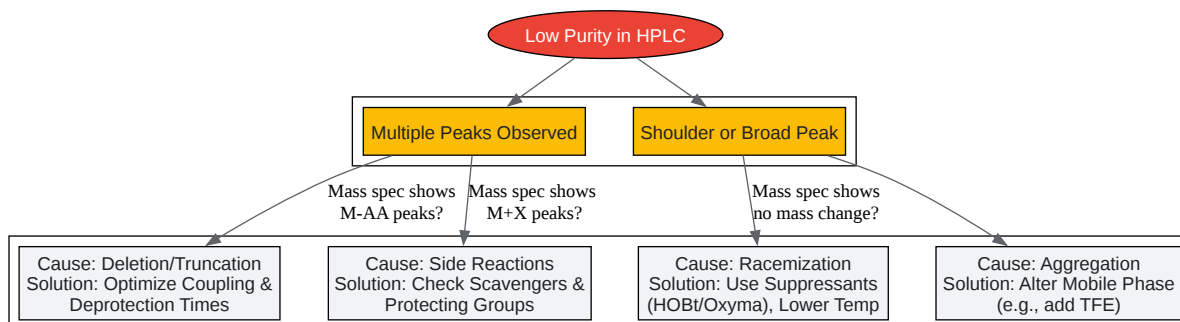 Low Purity in HPLC
Multiple Peaks Observed
Shoulder or Broad Peak
Mass spec shows
M-AA peaks?
Mass spec shows
M+X peaks?
Mass spec shows
no mass change?
Cause: Deletion/Truncation
Solution: Optimize Coupling &
Deprotection Times
Cause: Side Reactions
Solution: Check Scavengers &
Protecting Groups
Cause: Racemization
Solution: Use Suppressants
(HOBt/Oxyma), Lower Temp
Cause: Aggregation
Solution: Alter Mobile Phase
(e.g., add TFE)